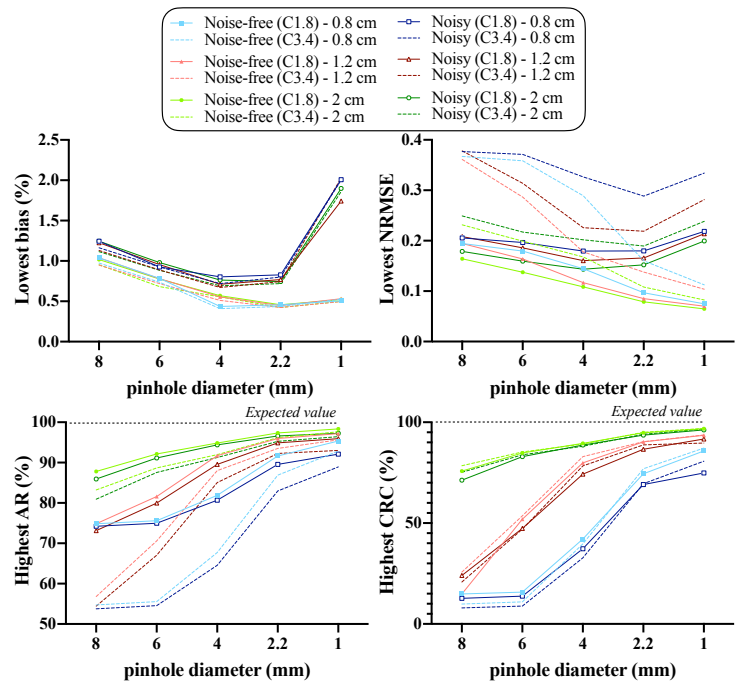 Noise-free (C1.8) - 0.8 cm
Noise-free (C3.4) - 0.8 cm
Noise-free (C1.8) - 1.2 cm
Noise-free (C3.4) - 1.2 cm
Noise-free (C1.8) - 2 cm
Noise-free (C3.4) - 2 cm
Noisy (C1.8) - 0.8 cm
Noisy (C3.4) - 0.8 cm
Noisy (C1.8) - 1.2 cm
Noisy (C3.4) - 1.2 cm
Noisy (C1.8) - 2 cm
Noisy (C3.4) - 2 cm
Lowest bias (%)
2.5
2.0
1.5
1.0
0.5
0.0
8 6 4 2.2 1
pinhole diameter (mm)
Lowest NRMSE
0.4
0.3
0.2
0.1
0.0
8 6 4 2.2 1
pinhole diameter (mm)
Expected value
Highest AR (%)
100
90
80
70
60
50
8 6 4 2.2 1
pinhole diameter (mm)
Expected value
Highest CRC (%)
100
50
0
8 6 4 2.2 1
pinhole diameter (mm)